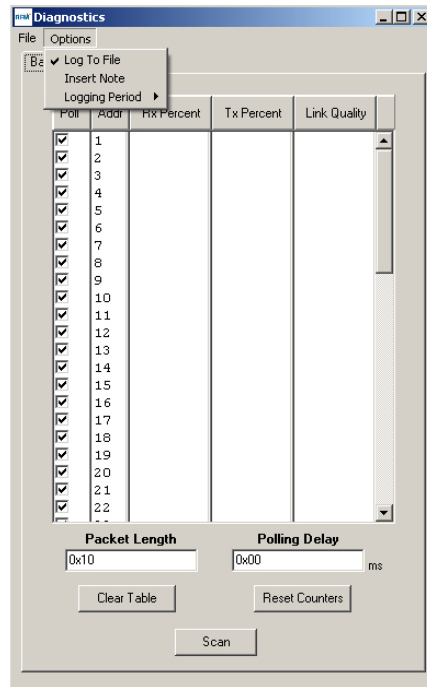 RFM Diagnostics
File Options
Ba
Log To File
Insert Note
Logging Period
Poll Addr Rx Percent Tx Percent Link Quality
1
2
3
4
5
6
7
8
9
10
11
12
13
14
15
16
17
18
19
20
21
22
Packet Length Polling Delay
0x10 0x00 ms
Clear Table Reset Counters
Scan